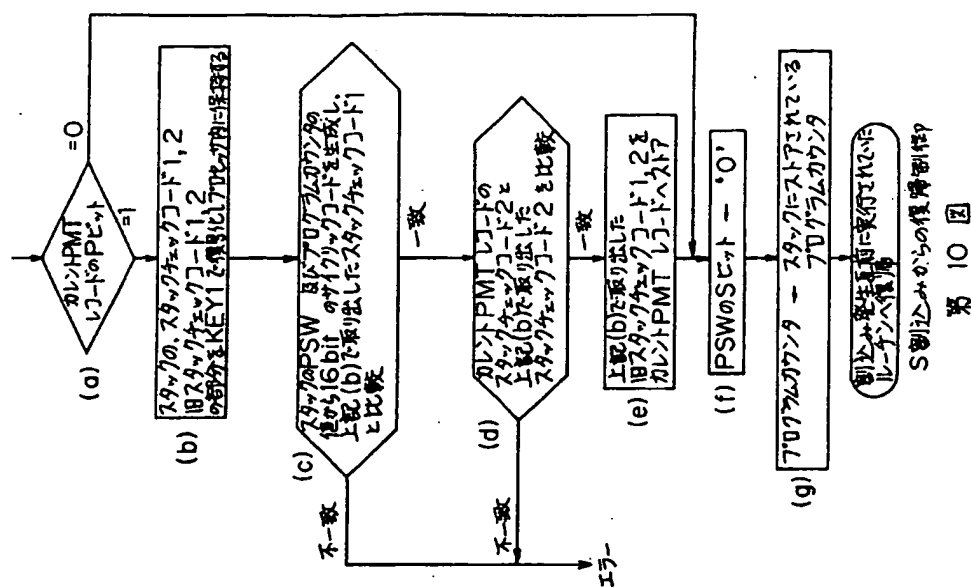 (a)
カレントPMT
レコードのPビット
=0
=1
(b)
スタックの、スタックチェックコード1,2
旧スタックチェックコード1,2
の部分をKEY1で復号化しプロセッサ内に保持する
(c)
スタックのPSW 及びプログラムカウンタの
値から16bit のサイクリックコードを生成し、
上記(b)で取り出したスタックチェックコード1
と比較
不一致
一致
(d)
カレントPMTレコードの
スタックチェックコード2と
上記(b)で取り出した
スタックチェックコード2を比較
不一致
一致
エラー
(e)
上記(b)で取り出した
旧スタックチェックコード1,2を
カレントPMTレコードへストア
(f)
PSWのSビット ← '0'
(g)
プログラムカウンタ ← スタックにストアされている
プログラムカウンタ
割込み発生直前に実行されていた
ルーチンへ復帰
S割込みからの復帰制御
第 10 図